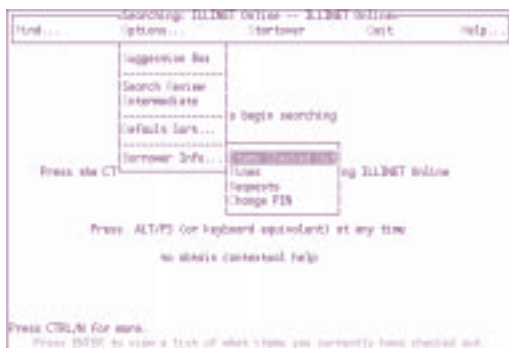 Searching: ILLINET Online -- ILLINET Online
Find... Options... Startover Quit Help...
Suggestion Box
Search Review
Intermediate
Default Sort...
Borrower Info...
o begin searching
Items Checked Out
Fines
Requests
Change PIN
Press the CT
ng ILLINET Online
Press ALT/F5 (or keyboard equivalent) at any time
to obtain contextual help
Press CTRL/N for more.
Press ENTER to view a list of what items you currently have checked out.